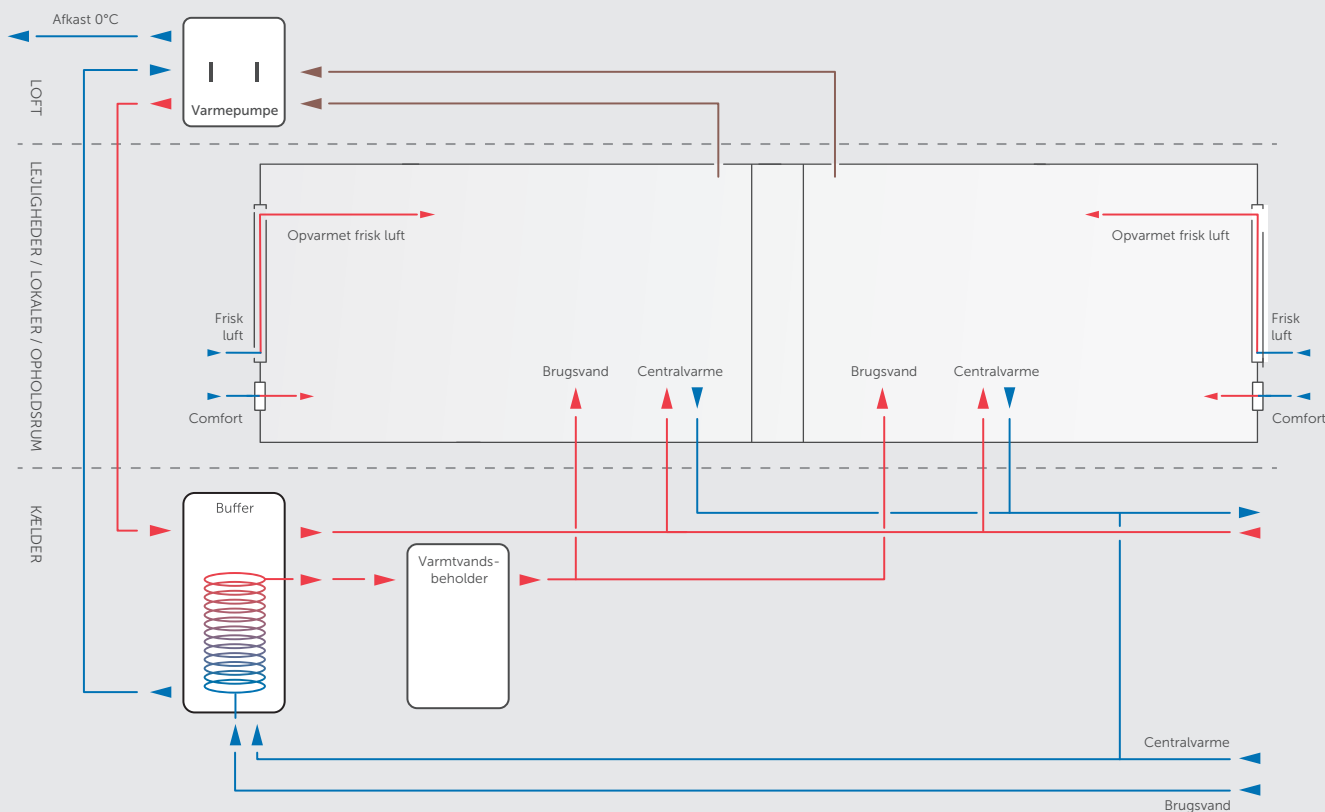 Afkast 0°C
Varmepumpe
LOFT
LEJLIGHEDER / LOKALER / OPHOLDSRUM
Opvarmet frisk luft
Opvarmet frisk luft
Frisk
luft
Frisk
luft
Brugsvand
Centralvarme
Brugsvand
Centralvarme
Comfort
Comfort
KÆLDER
Buffer
Varmtvands-
beholder
Centralvarme
Brugsvand